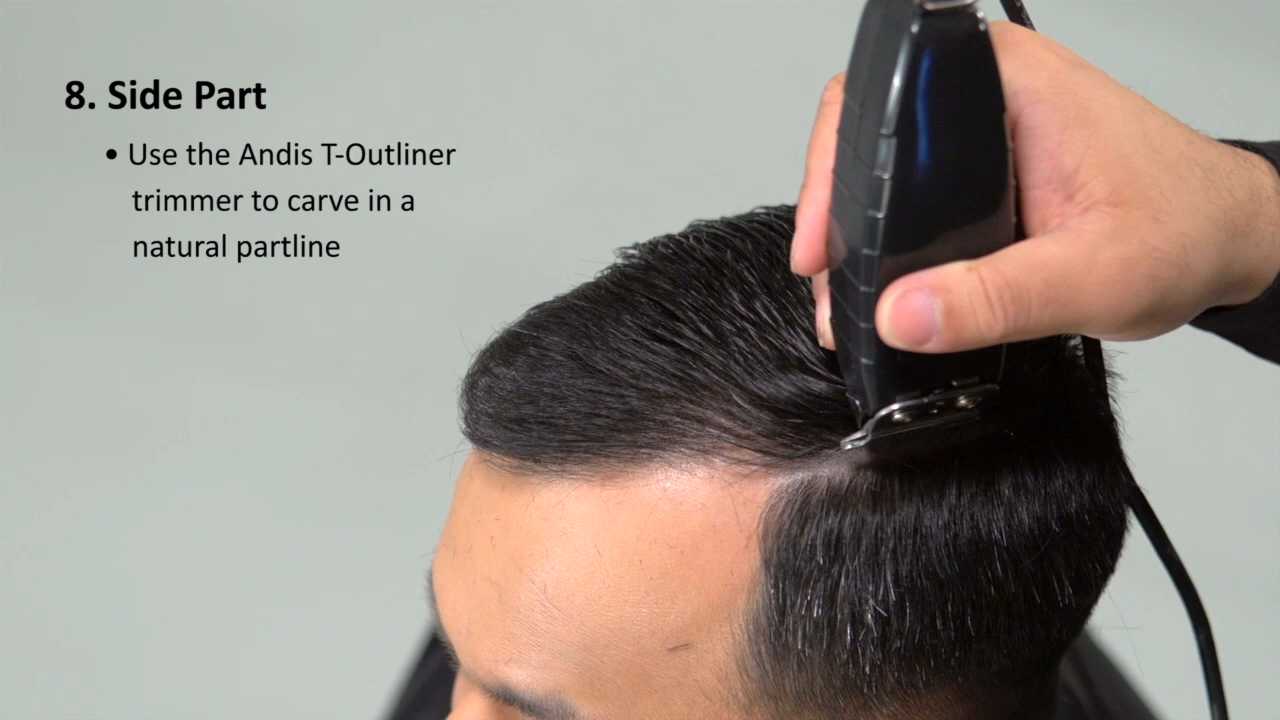 8. Side Part
• Use the Andis T-Outliner
trimmer to carve in a
natural partline